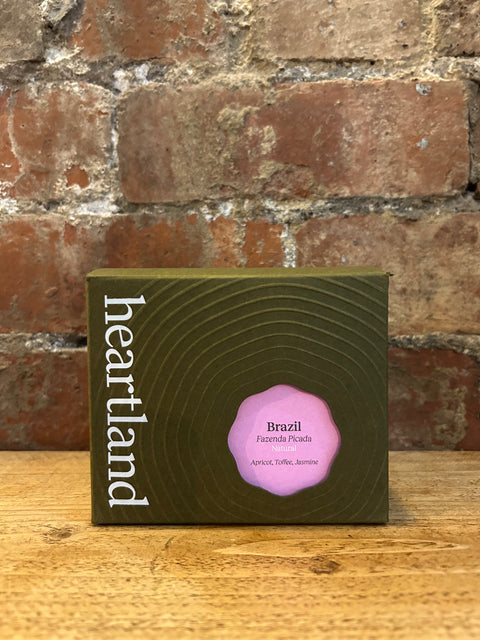 heartland
Brazil
Fazenda Picada
Natural
Apricot, Toffee, Jasmine